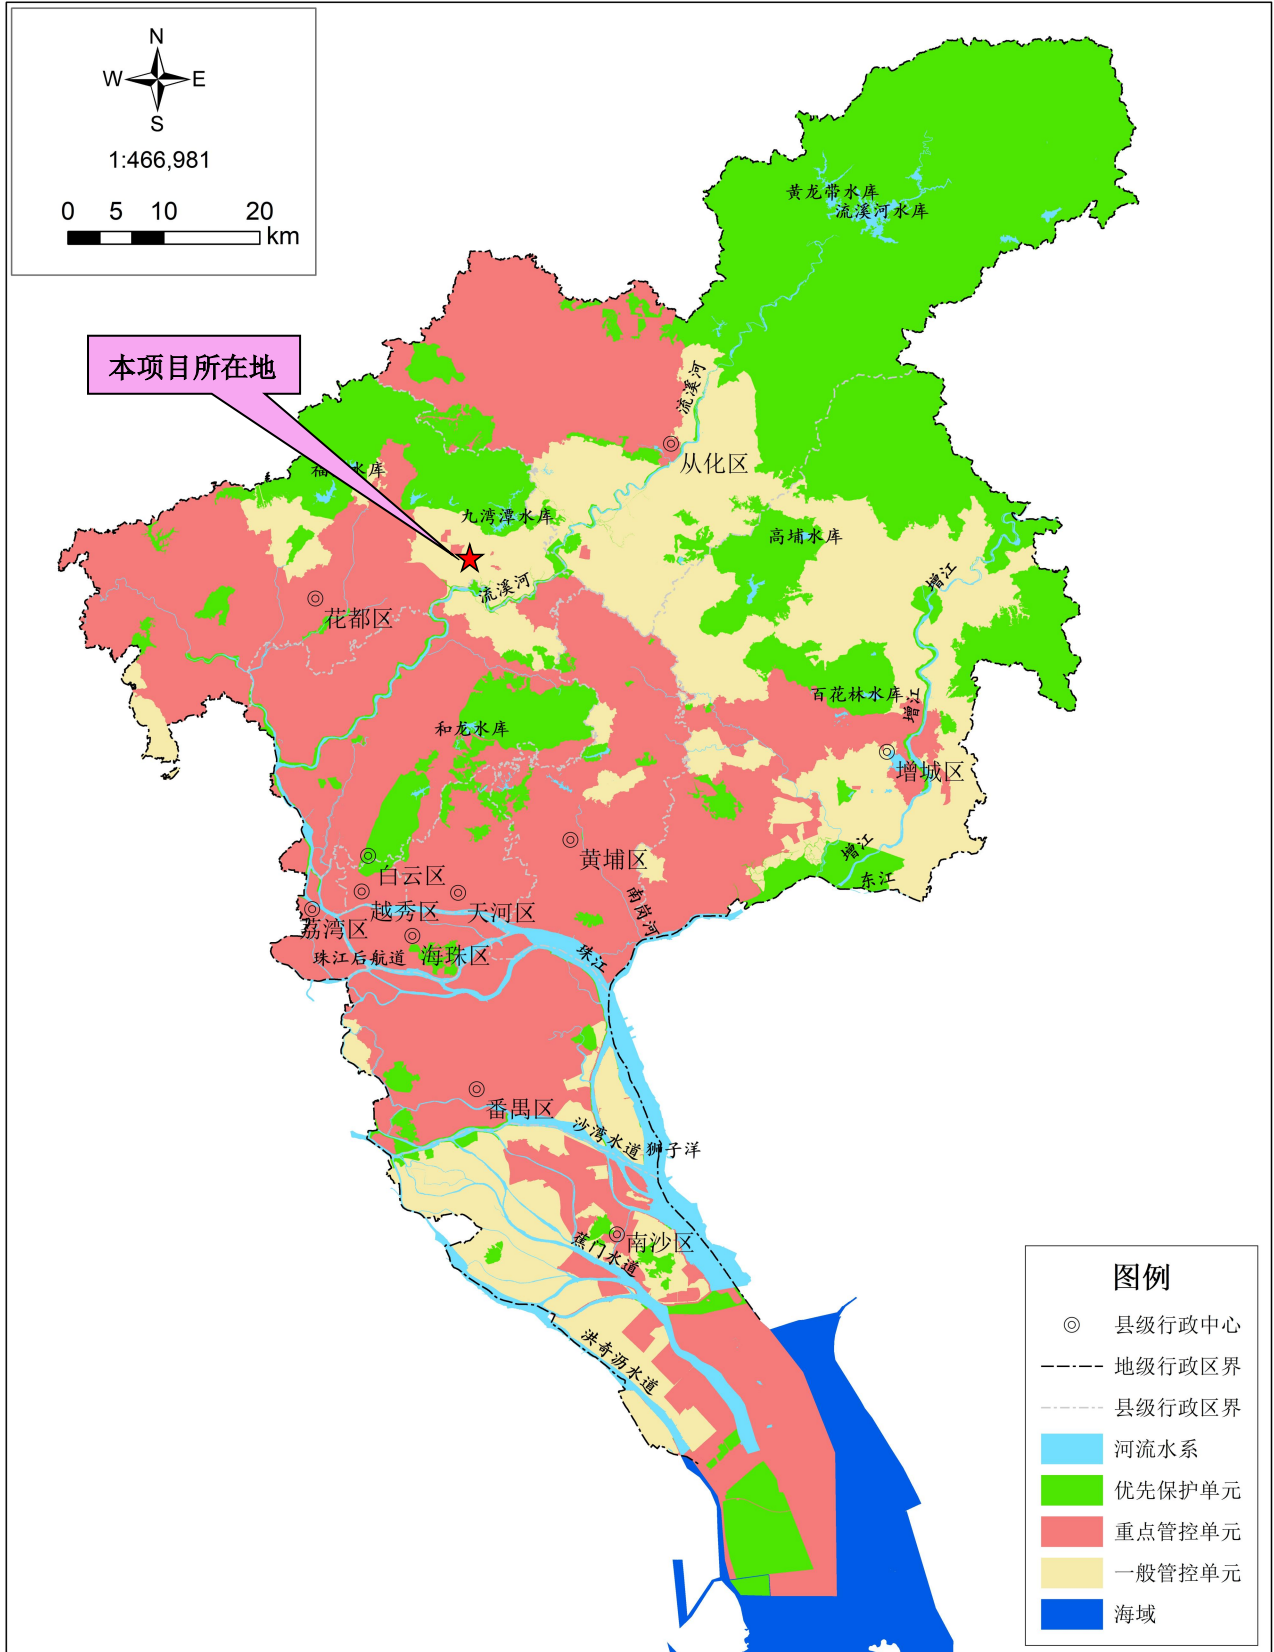 N
W E
S
1:466,981
0 5 10 20
km
黄龙带水库
流溪河水库
本项目所在地
流溪河
从化区
水库
九湾潭水库
高埔水库
增江
流溪河
花都区
百花林水库
增江
和龙水库
增城区
增江
黄埔区
白云区
东江
越秀区
天河区
南岗河
荔湾区
海珠区
珠江
珠江后航道
番禺区
沙湾水道
狮子洋
南沙区
蕉门水道
洪奇沥水道
图例
县级行政中心
地级行政区界
县级行政区界
河流水系
优先保护单元
重点管控单元
一般管控单元
海域